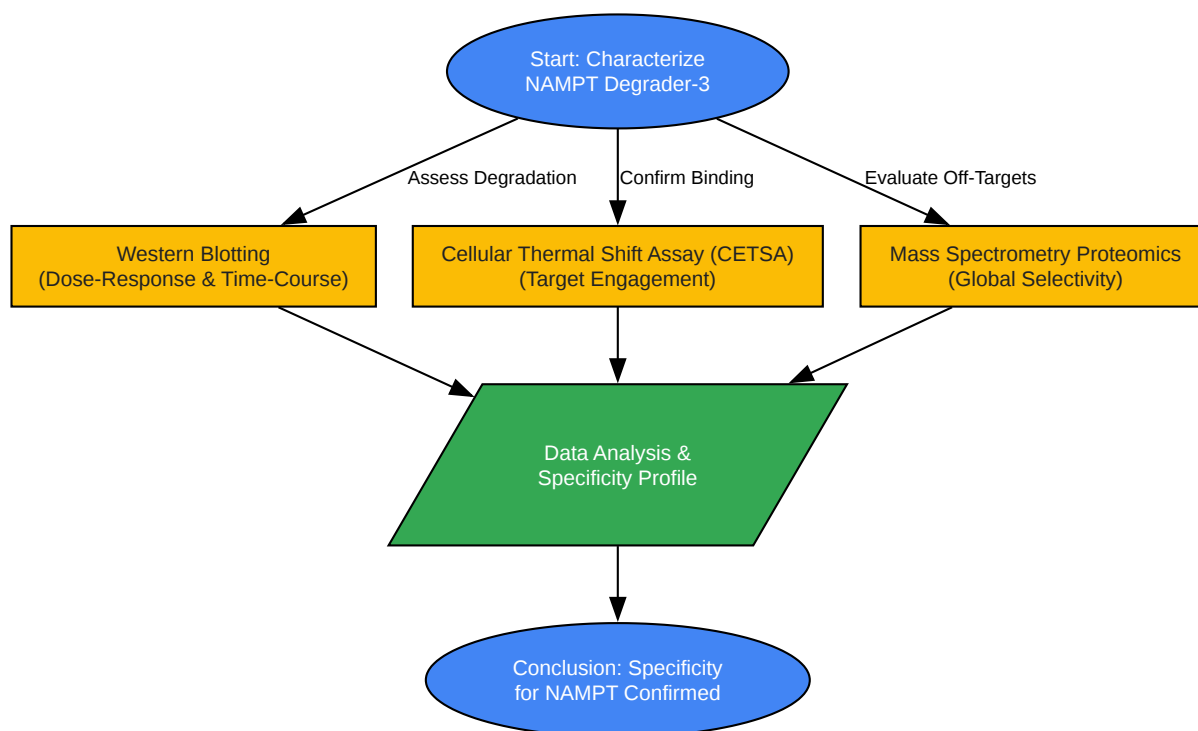 Start: Characterize
NAMPT Degrader-3
Assess Degradation
Confirm Binding
Evaluate Off-Targets
Western Blotting
(Dose-Response & Time-Course)
Cellular Thermal Shift Assay (CETSA)
(Target Engagement)
Mass Spectrometry Proteomics
(Global Selectivity)
Data Analysis &
Specificity Profile
Conclusion: Specificity
for NAMPT Confirmed